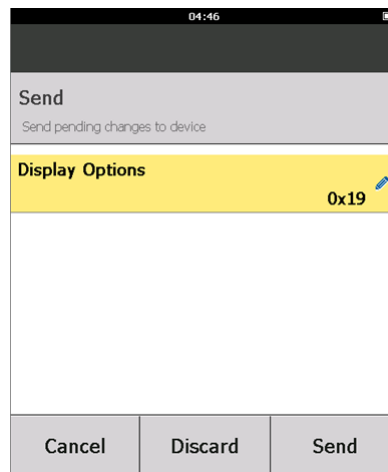 04:46
Send
Send pending changes to device
Display Options
0x19
Cancel Discard Send